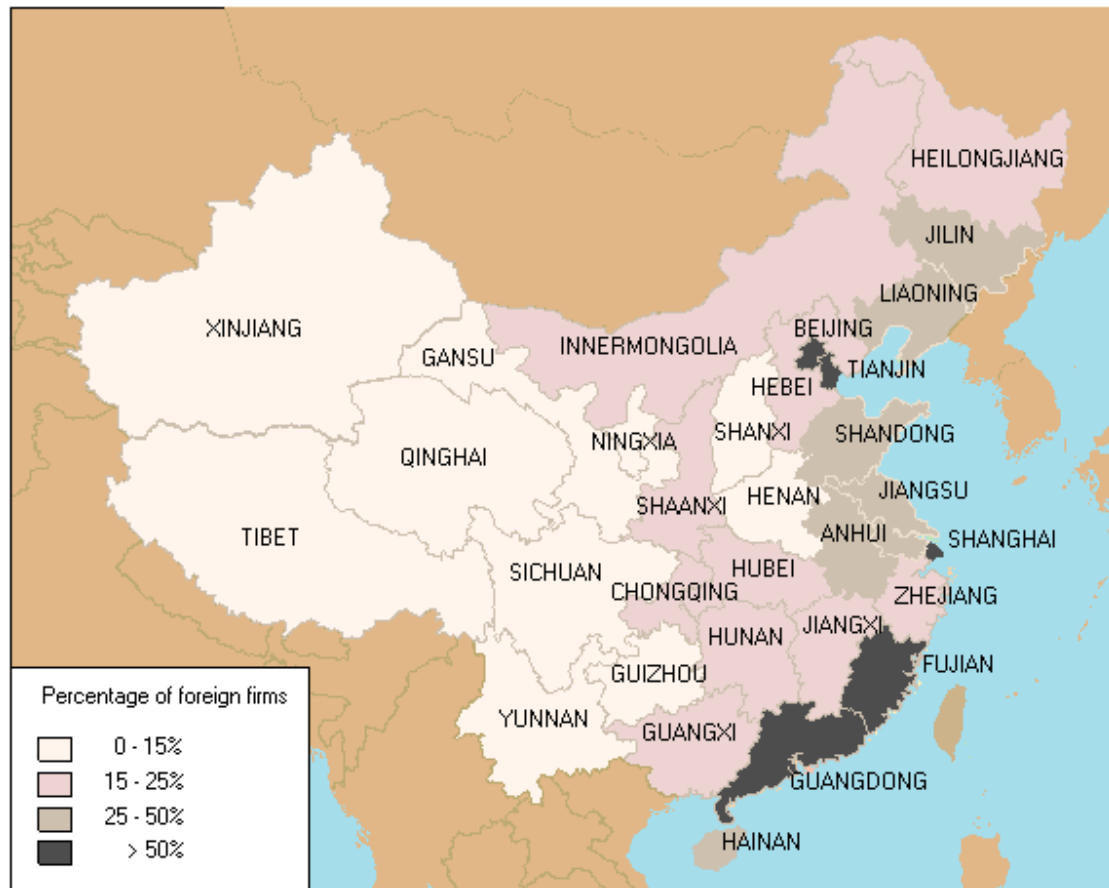 HEILONGJIANG
JILIN
LIAONING
XINJIANG
BEIJING
INNERMONGOLIA
GANSU
TIANJIN
HEBEI
SHANXI
SHANDONG
NINGXIA
QINGHAI
JIANGSU
HENAN
SHAANXI
TIBET
ANHUI
SHANGHAI
HUBEI
SICHUAN
CHONGQING
ZHEJIANG
JIANGXI
HUNAN
FUJIAN
GUIZHOU
YUNNAN
GUANGXI
GUANGDONG
HAINAN
Percentage of foreign firms
0 - 15%
15 - 25%
25 - 50%
> 50%